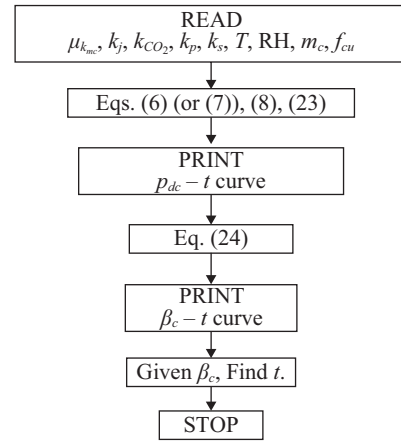 READ
μ_{k_{mc}}, k_j, k_{CO_2}, k_p, k_s, T, RH, m_c, f_{cu}
Eqs. (6) (or (7)), (8), (23)
PRINT
p_{dc} – t curve
Eq. (24)
PRINT
β_c – t curve
Given β_c, Find t.
STOP